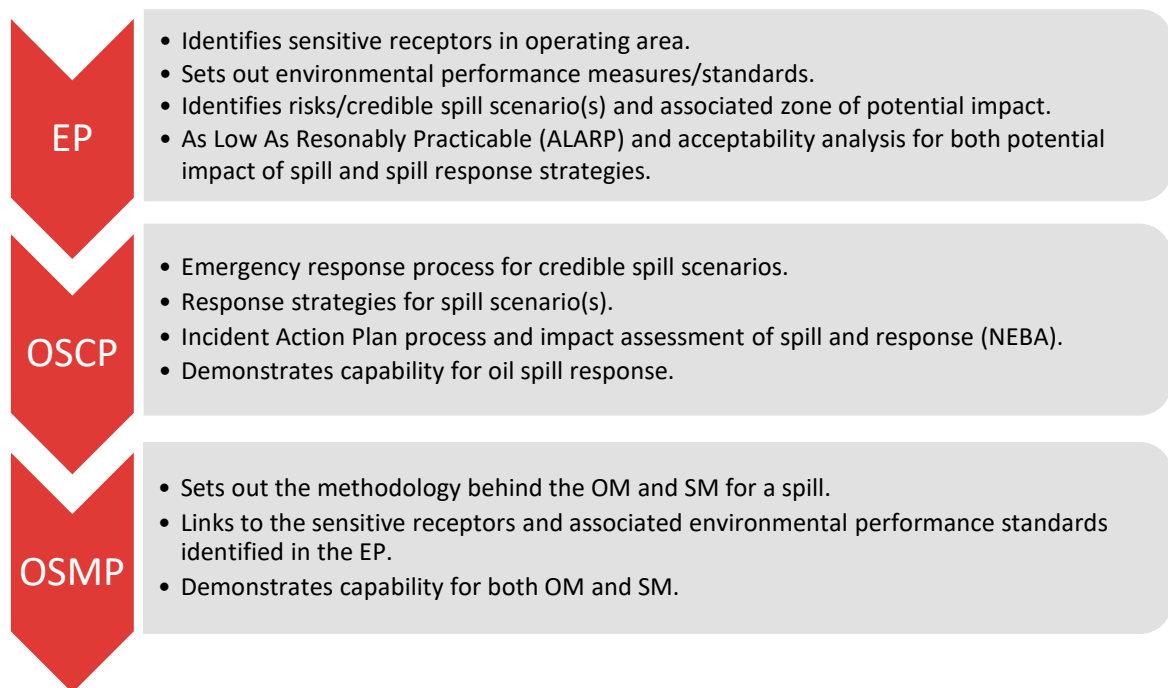 EP
• Identifies sensitive receptors in operating area.
• Sets out environmental performance measures/standards.
• Identifies risks/credible spill scenario(s) and associated zone of potential impact.
• As Low As Resonably Practicable (ALARP) and acceptability analysis for both potential
impact of spill and spill response strategies.
OSCP
• Emergency response process for credible spill scenarios.
• Response strategies for spill scenario(s).
• Incident Action Plan process and impact assessment of spill and response (NEBA).
• Demonstrates capability for oil spill response.
OSMP
• Sets out the methodology behind the OM and SM for a spill.
• Links to the sensitive receptors and associated environmental performance standards
identified in the EP.
• Demonstrates capability for both OM and SM.